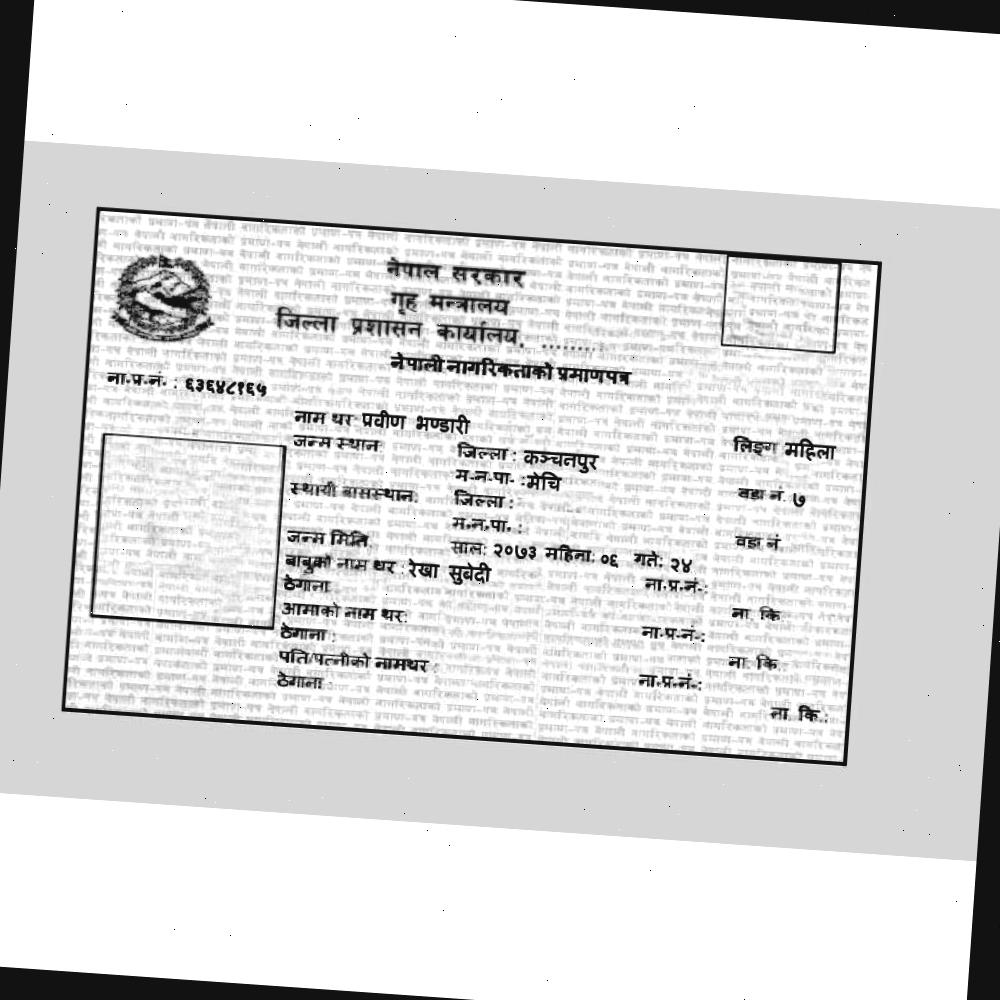 नेपाल सरकार
गृह मन्त्रालय
जिल्ला प्रशासन कार्यालय, ........
नेपाली नागरिकताको प्रमाणपत्र
ना.प्र.नं. : ६३६४८१६५
नाम थर: प्रवीण भण्डारी लिङ्ग: महिला
जन्म स्थान: जिल्ला : कञ्चनपुर
म.न.पा. : मेचि वडा नं. ७
स्थायी बासस्थान: जिल्ला :
म.न.पा. : वडा नं.
जन्म मिति: साल: २०७३ महिना: ०६ गते: २४
बाबुको नाम थर : रेखा सुबेदी ना.प्र.नं.:
ठेगाना : ना. कि.:
आमाको नाम थर: ना.प्र.नं.:
ठेगाना : ना. कि.:
पति/पत्नीको नामथर : ना.प्र.नं.:
ठेगाना : ना. कि.: